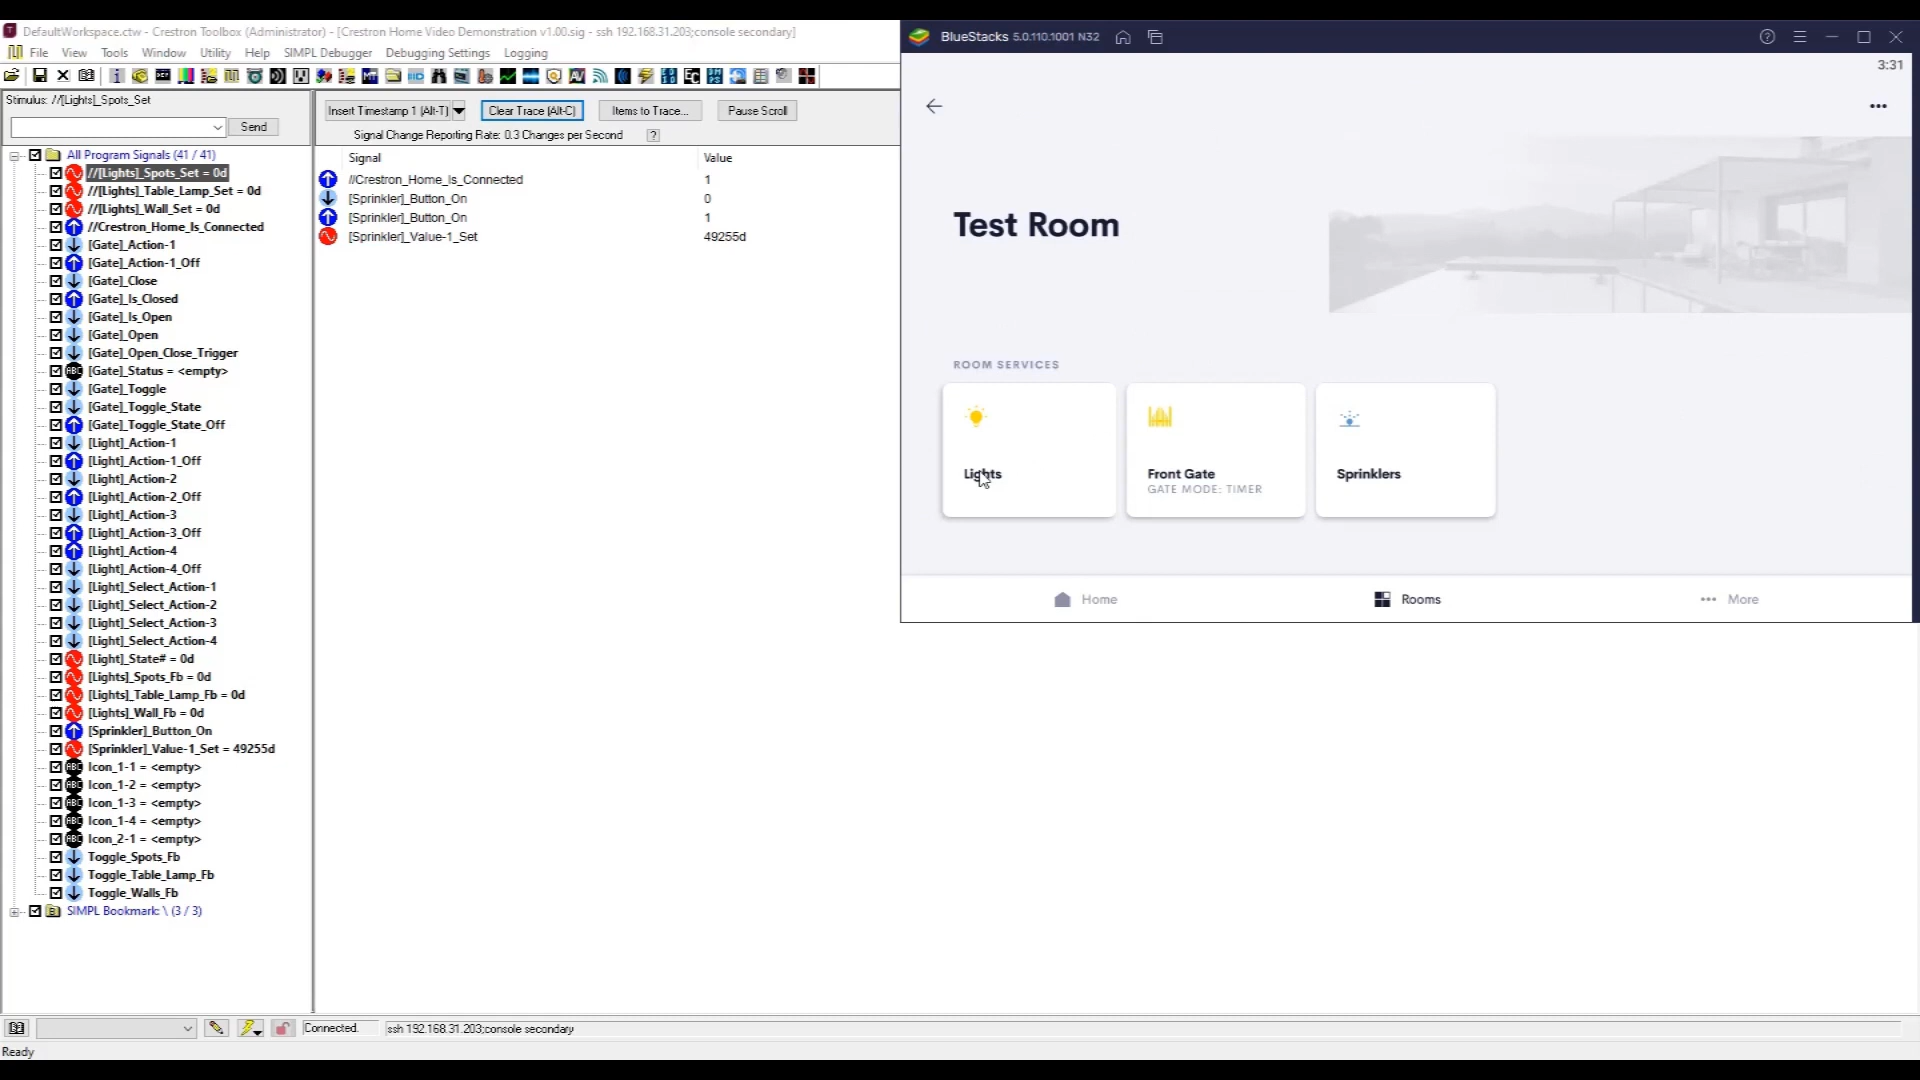 DefaultWorkspace.ctw - Crestron Toolbox (Administrator) - [Crestron Home Video Demonstration v1.00.sig - ssh 192.168.31.203;console secondary]
File View Tools Window Utility Help SIMPL Debugger Debugging Settings Logging
Stimulus: //[Lights]_Spots_Set
Send
All Program Signals (41 / 41)
//[Lights]_Spots_Set = 0d
//[Lights]_Table_Lamp_Set = 0d
//[Lights]_Wall_Set = 0d
//Crestron_Home_Is_Connected
[Gate]_Action-1
[Gate]_Action-1_Off
[Gate]_Close
[Gate]_Is_Closed
[Gate]_Is_Open
[Gate]_Open
[Gate]_Open_Close_Trigger
[Gate]_Status = <empty>
[Gate]_Toggle
[Gate]_Toggle_State
[Gate]_Toggle_State_Off
[Light]_Action-1
[Light]_Action-1_Off
[Light]_Action-2
[Light]_Action-2_Off
[Light]_Action-3
[Light]_Action-3_Off
[Light]_Action-4
[Light]_Action-4_Off
[Light]_Select_Action-1
[Light]_Select_Action-2
[Light]_Select_Action-3
[Light]_Select_Action-4
[Light]_State# = 0d
[Lights]_Spots_Fb = 0d
[Lights]_Table_Lamp_Fb = 0d
[Lights]_Wall_Fb = 0d
[Sprinkler]_Button_On
[Sprinkler]_Value-1_Set = 49255d
Icon_1-1 = <empty>
Icon_1-2 = <empty>
Icon_1-3 = <empty>
Icon_1-4 = <empty>
Icon_2-1 = <empty>
Toggle_Spots_Fb
Toggle_Table_Lamp_Fb
Toggle_Walls_Fb
SIMPL Bookmark: \ (3 / 3)
Insert Timestamp 1 (Alt-T) Clear Trace (Alt-C) Items to Trace... Pause Scroll
Signal Change Reporting Rate: 0.3 Changes per Second ?
Signal Value
//Crestron_Home_Is_Connected 1
[Sprinkler]_Button_On 0
[Sprinkler]_Button_On 1
[Sprinkler]_Value-1_Set 49255d
BlueStacks 5.0.110.1001 N32
3:31
Test Room
ROOM SERVICES
Lights
Front Gate
GATE MODE: TIMER
Sprinklers
Home Rooms More
Connected. ssh 192.168.31.203;console secondary
Ready